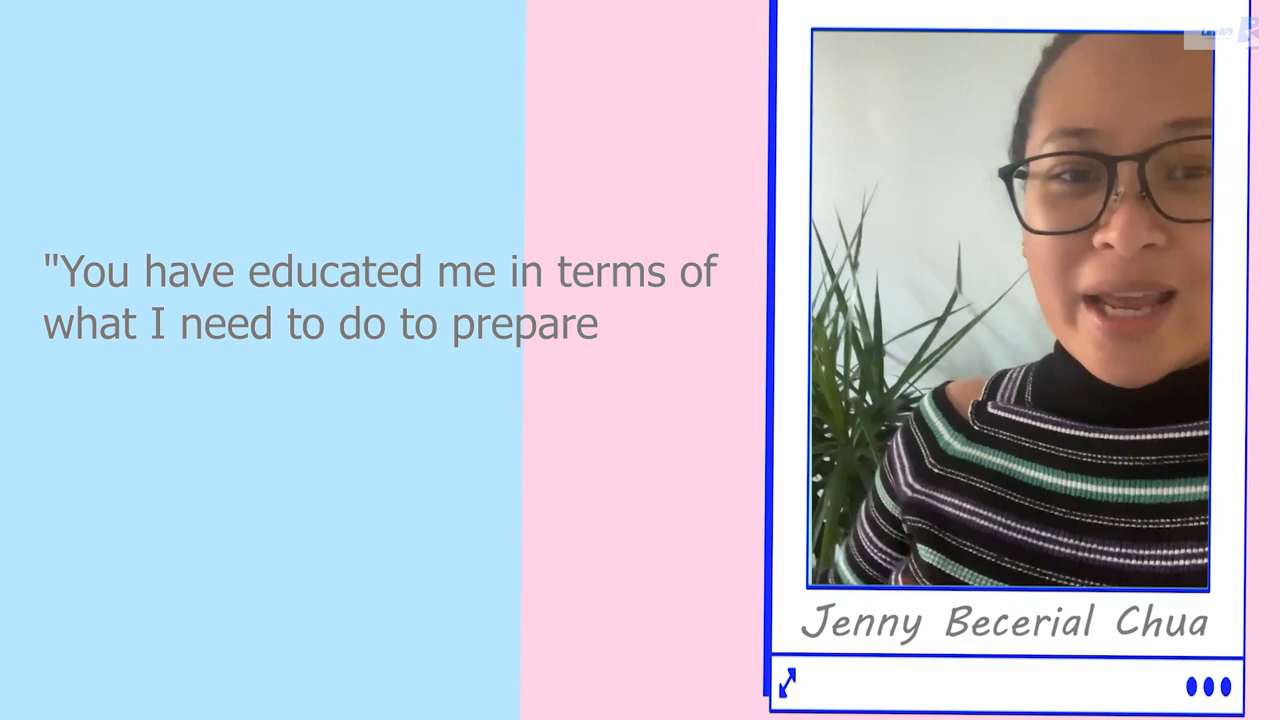 "You have educated me in terms of
what I need to do to prepare
Jenny Becerial Chua